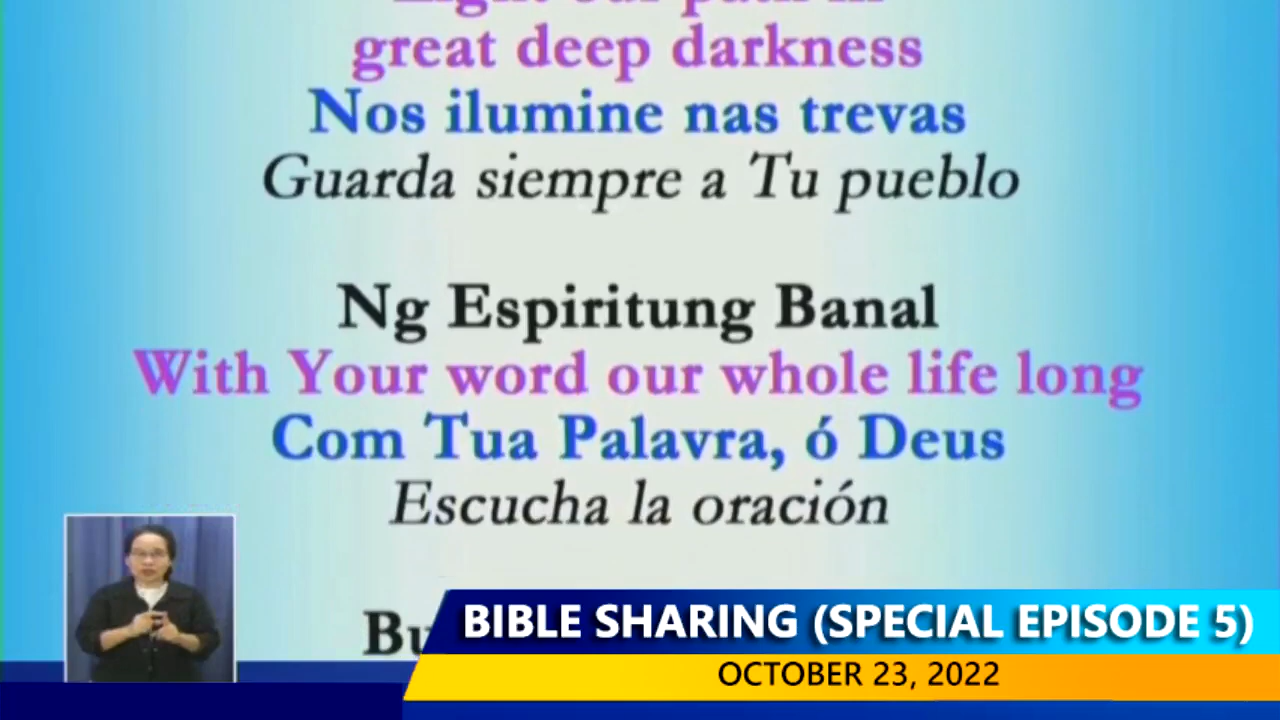 great deep darkness
Nos ilumine nas trevas
Guarda siempre a Tu pueblo
Ng Espiritung Banal
With Your word our whole life long
Com Tua Palavra, ó Deus
Escucha la oración
BIBLE SHARING (SPECIAL EPISODE 5)
OCTOBER 23, 2022